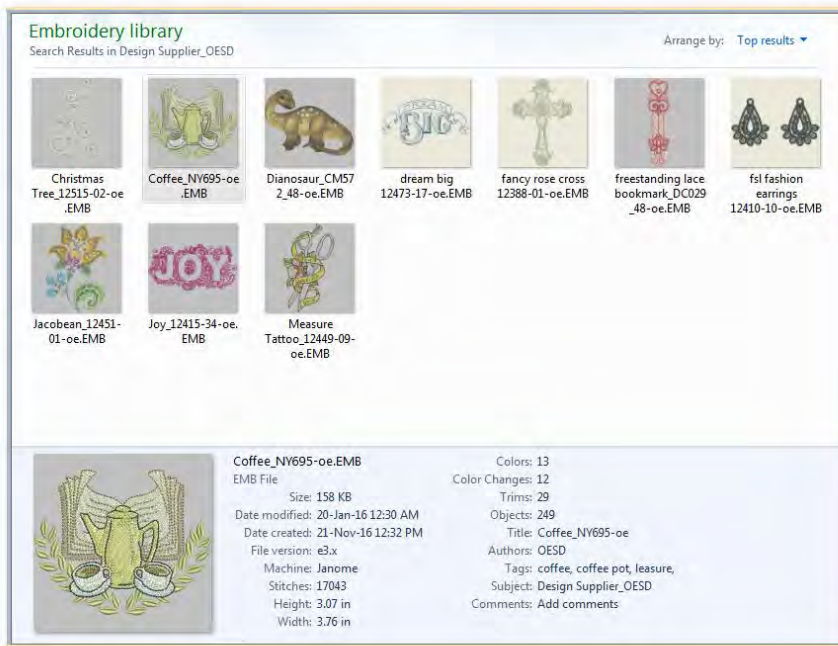 Embroidery library
Search Results in Design Supplier_OESD
Arrange by: Top results
Christmas
Tree_12515-02-oe
.EMB
Coffee_NY695-oe
.EMB
Dianosaur_CM57
2_48-oe.EMB
dream big
12473-17-oe.EMB
fancy rose cross
12388-01-oe.EMB
freestanding lace
bookmark_DC029
_48-oe.EMB
fsl fashion
earrings
12410-10-oe.EMB
DREAM
BIG
Jacobean_12451-
01-oe.EMB
JOY
Joy_12415-34-oe.
EMB
Measure
Tattoo_12449-09-
oe.EMB
Coffee_NY695-oe.EMB
EMB File
Size: 158 KB
Date modified: 20-Jan-16 12:30 AM
Date created: 21-Nov-16 12:32 PM
File version: e3.x
Machine: Janome
Stitches: 17043
Height: 3.07 in
Width: 3.76 in
Colors: 13
Color Changes: 12
Trims: 29
Objects: 249
Title: Coffee_NY695-oe
Authors: OESD
Tags: coffee, coffee pot, leasure,
Subject: Design Supplier_OESD
Comments: Add comments